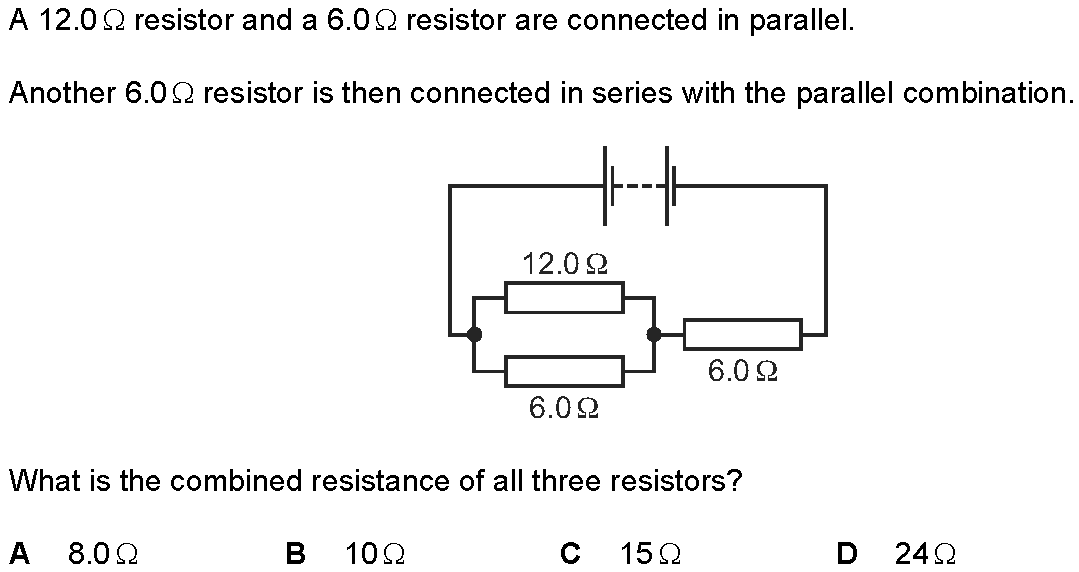 A 12.0 Ω resistor and a 6.0 Ω resistor are connected in parallel.
Another 6.0 Ω resistor is then connected in series with the parallel combination.
12.0 Ω
6.0 Ω
6.0 Ω
What is the combined resistance of all three resistors?
A 8.0 Ω B 10 Ω C 15 Ω D 24 Ω